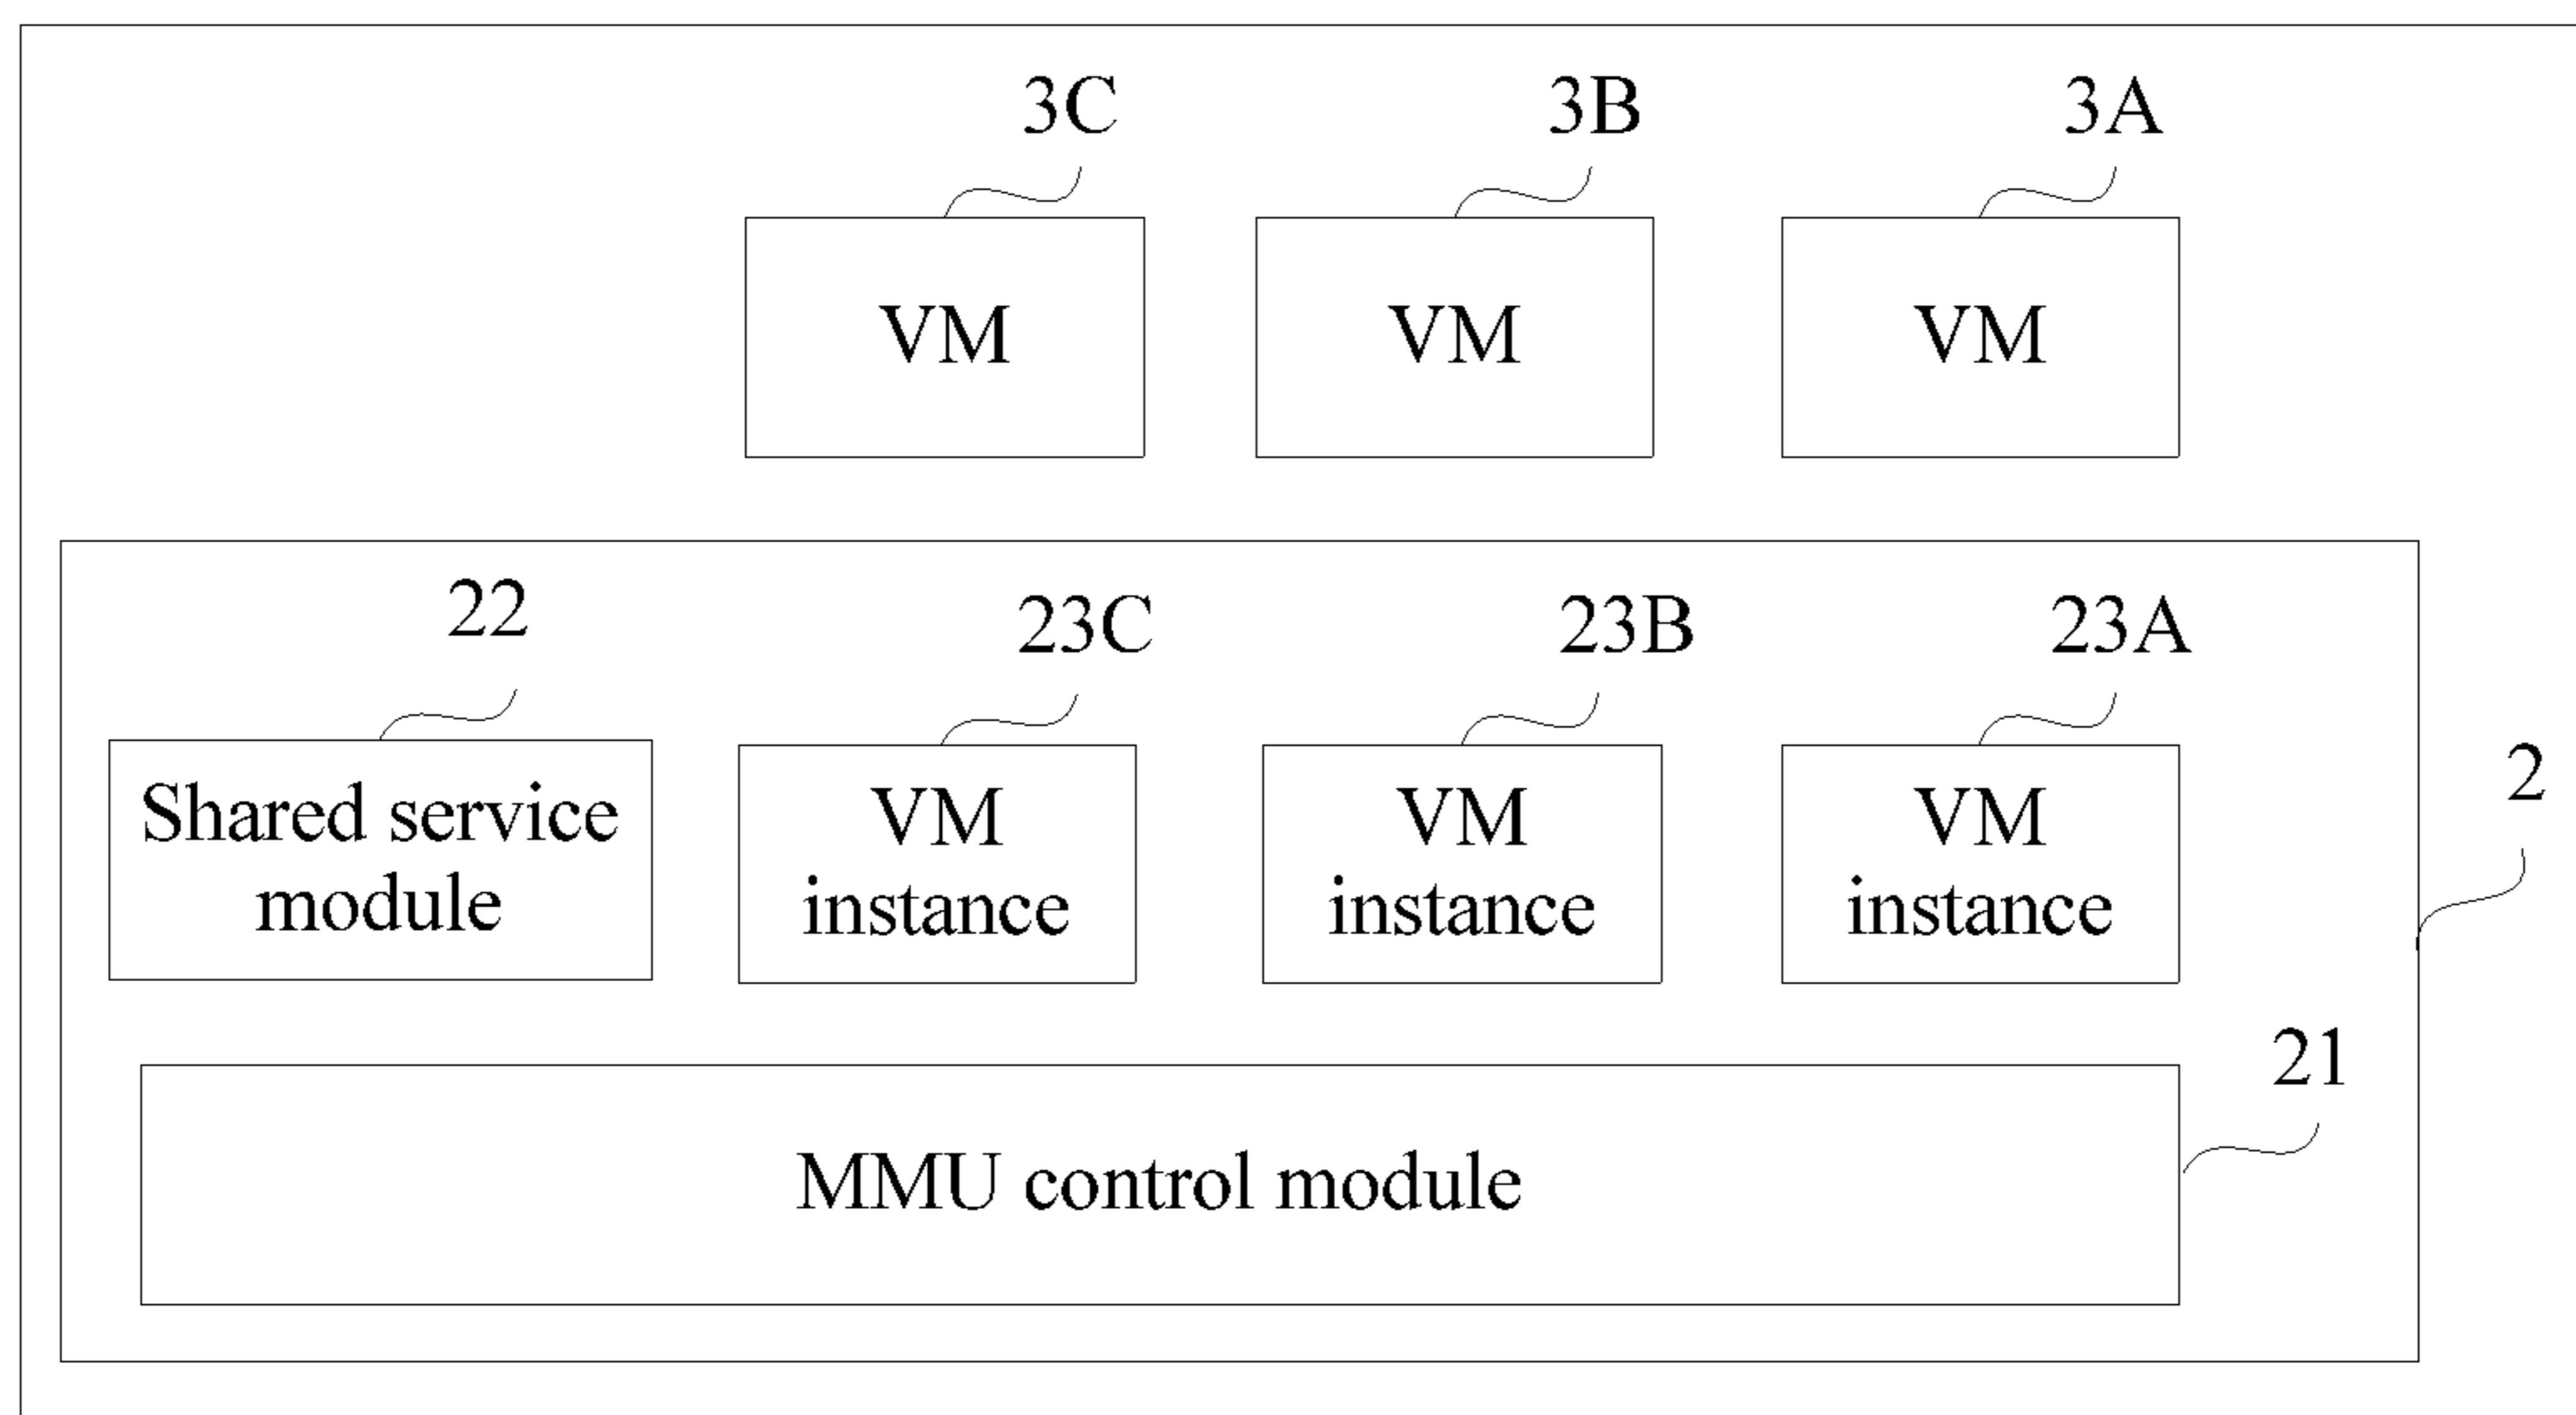 3C
3B
3A
VM
VM
VM
22
23C
23B
23A
Shared service
module
VM
instance
VM
instance
VM
instance
2
21
MMU control module